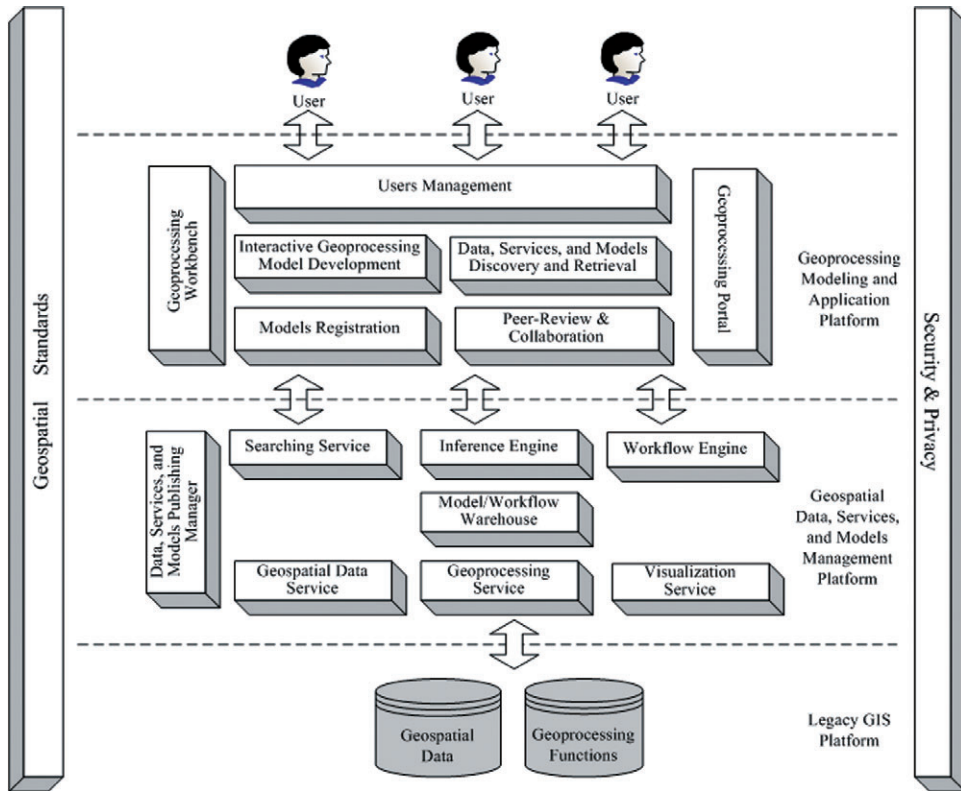 User
User
User
Users Management
Geoprocessing
Workbench
Interactive Geoprocessing
Model Development
Data, Services, and Models
Discovery and Retrieval
Models Registration
Peer-Review &
Collaboration
Geoprocessing Portal
Geoprocessing
Modeling and
Application
Platform
Geospatial Standards
Security & Privacy
Data, Services, and
Models Publishing
Manager
Searching Service
Inference Engine
Workflow Engine
Model/Workflow
Warehouse
Geospatial Data
Service
Geoprocessing
Service
Visualization
Service
Geospatial
Data, Services,
and Models
Management
Platform
Geospatial
Data
Geoprocessing
Functions
Legacy GIS
Platform